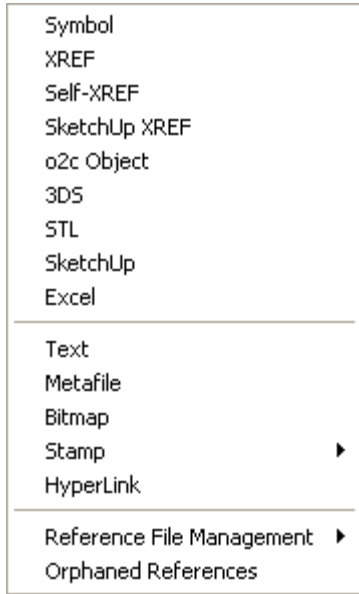 Symbol
XREF
Self-XREF
SketchUp XREF
o2c Object
3DS
STL
SketchUp
Excel
Text
Metafile
Bitmap
Stamp
HyperLink
Reference File Management
Orphaned References